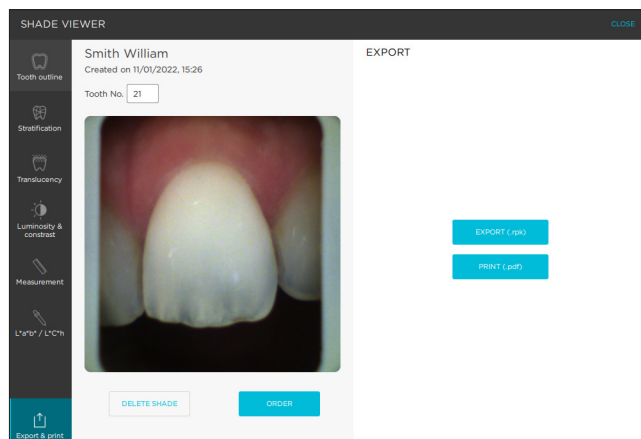 SHADE VIEWER
CLOSE
Tooth outline
Stratification
Translucency
Luminosity &
constrast
Measurement
L*a*b* / L*C*h
Export & print
Smith William
Created on 11/01/2022, 15:26
Tooth No. 21
DELETE SHADE
ORDER
EXPORT
EXPORT (.rpk)
PRINT (.pdf)